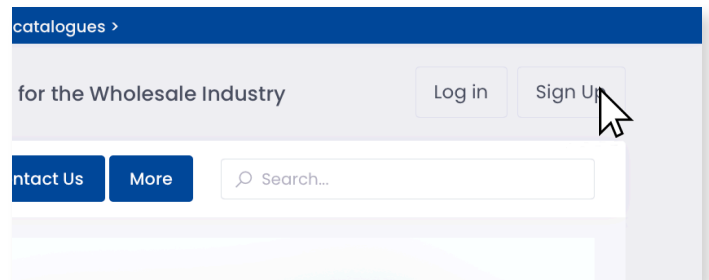 catalogues >
for the Wholesale Industry
Log in
Sign Up
ntact Us
More
Search...